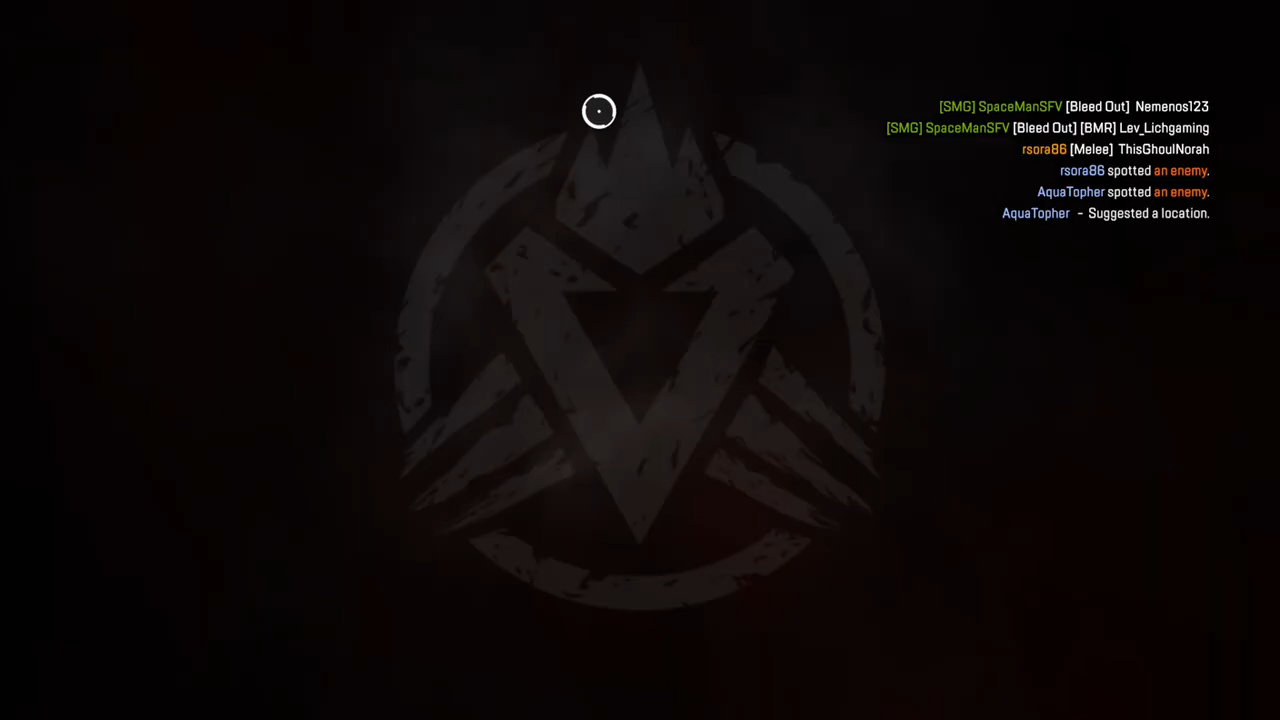 [SMG] SpaceManSFV [Bleed Out] Nemenos123
[SMG] SpaceManSFV [Bleed Out] [BMR] Lev_Lichgaming
rsora86 [Melee] ThisGhoulNorah
rsora86 spotted an enemy.
AquaTopher spotted an enemy.
AquaTopher - Suggested a location.